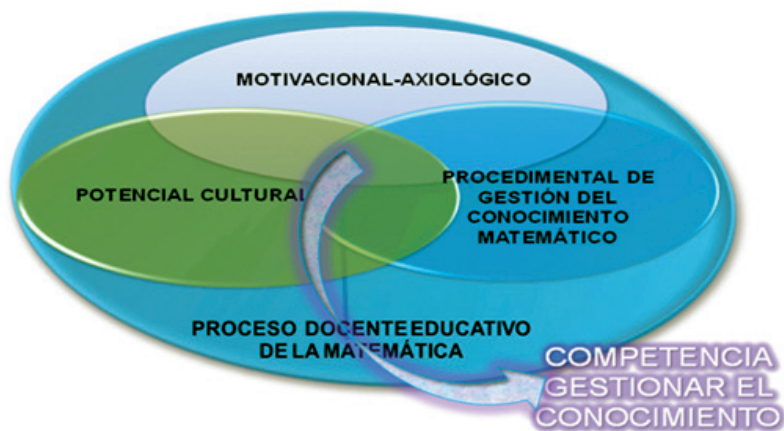 MOTIVACIONAL-AXIOLÓGICO
POTENCIAL CULTURAL
PROCEDIMENTAL DE
GESTIÓN DEL
CONOCIMIENTO
MATEMÁTICO
PROCESO DOCENTE EDUCATIVO
DE LA MATEMÁTICA
COMPETENCIA
GESTIONAR EL
CONOCIMIENTO